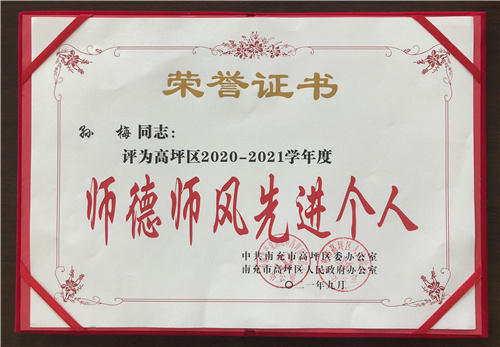 荣誉证书
孙 梅同志：
评为高坪区2020-2021学年度
师德师风先进个人
中共南充市高坪区委办公室
南充市高坪区人民政府办公室
二〇二一年九月